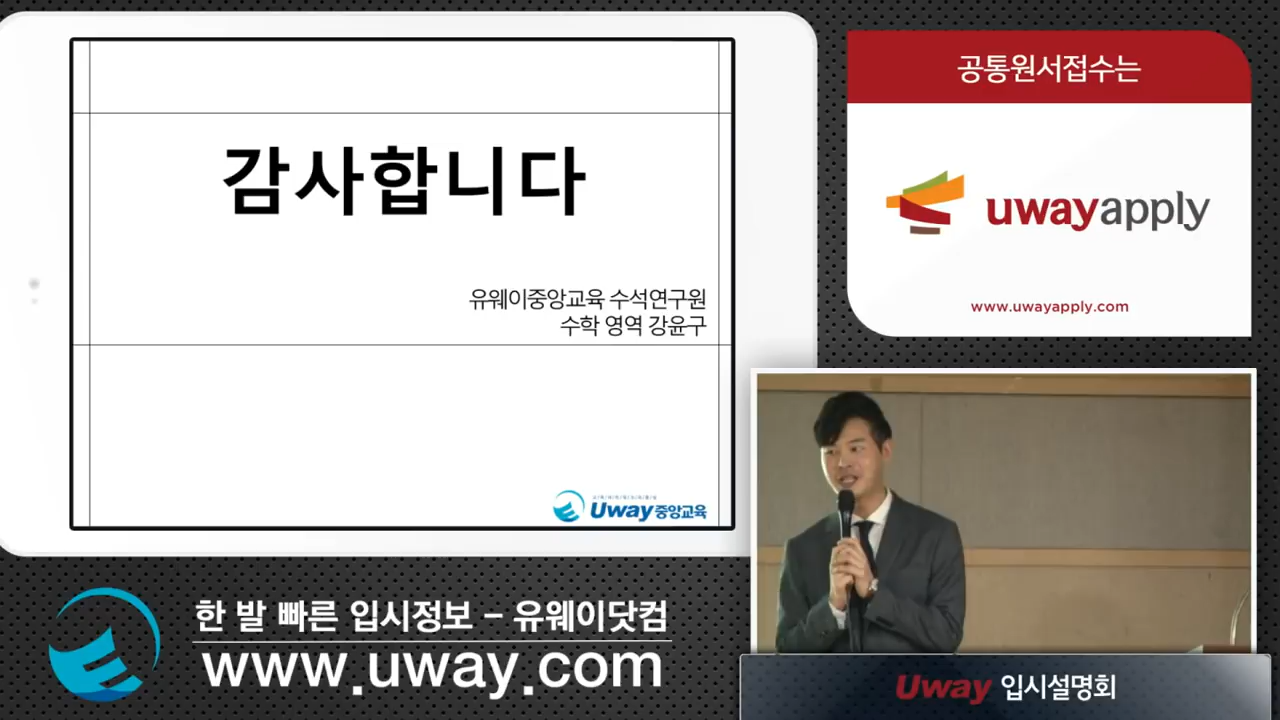 감사합니다
유웨이중앙교육 수석연구원
수학 영역 강윤구
Uway중앙교육
공통원서접수는
uwayapply
www.uwayapply.com
한 발 빠른 입시정보 – 유웨이닷컴
www.uway.com
Uway 입시설명회